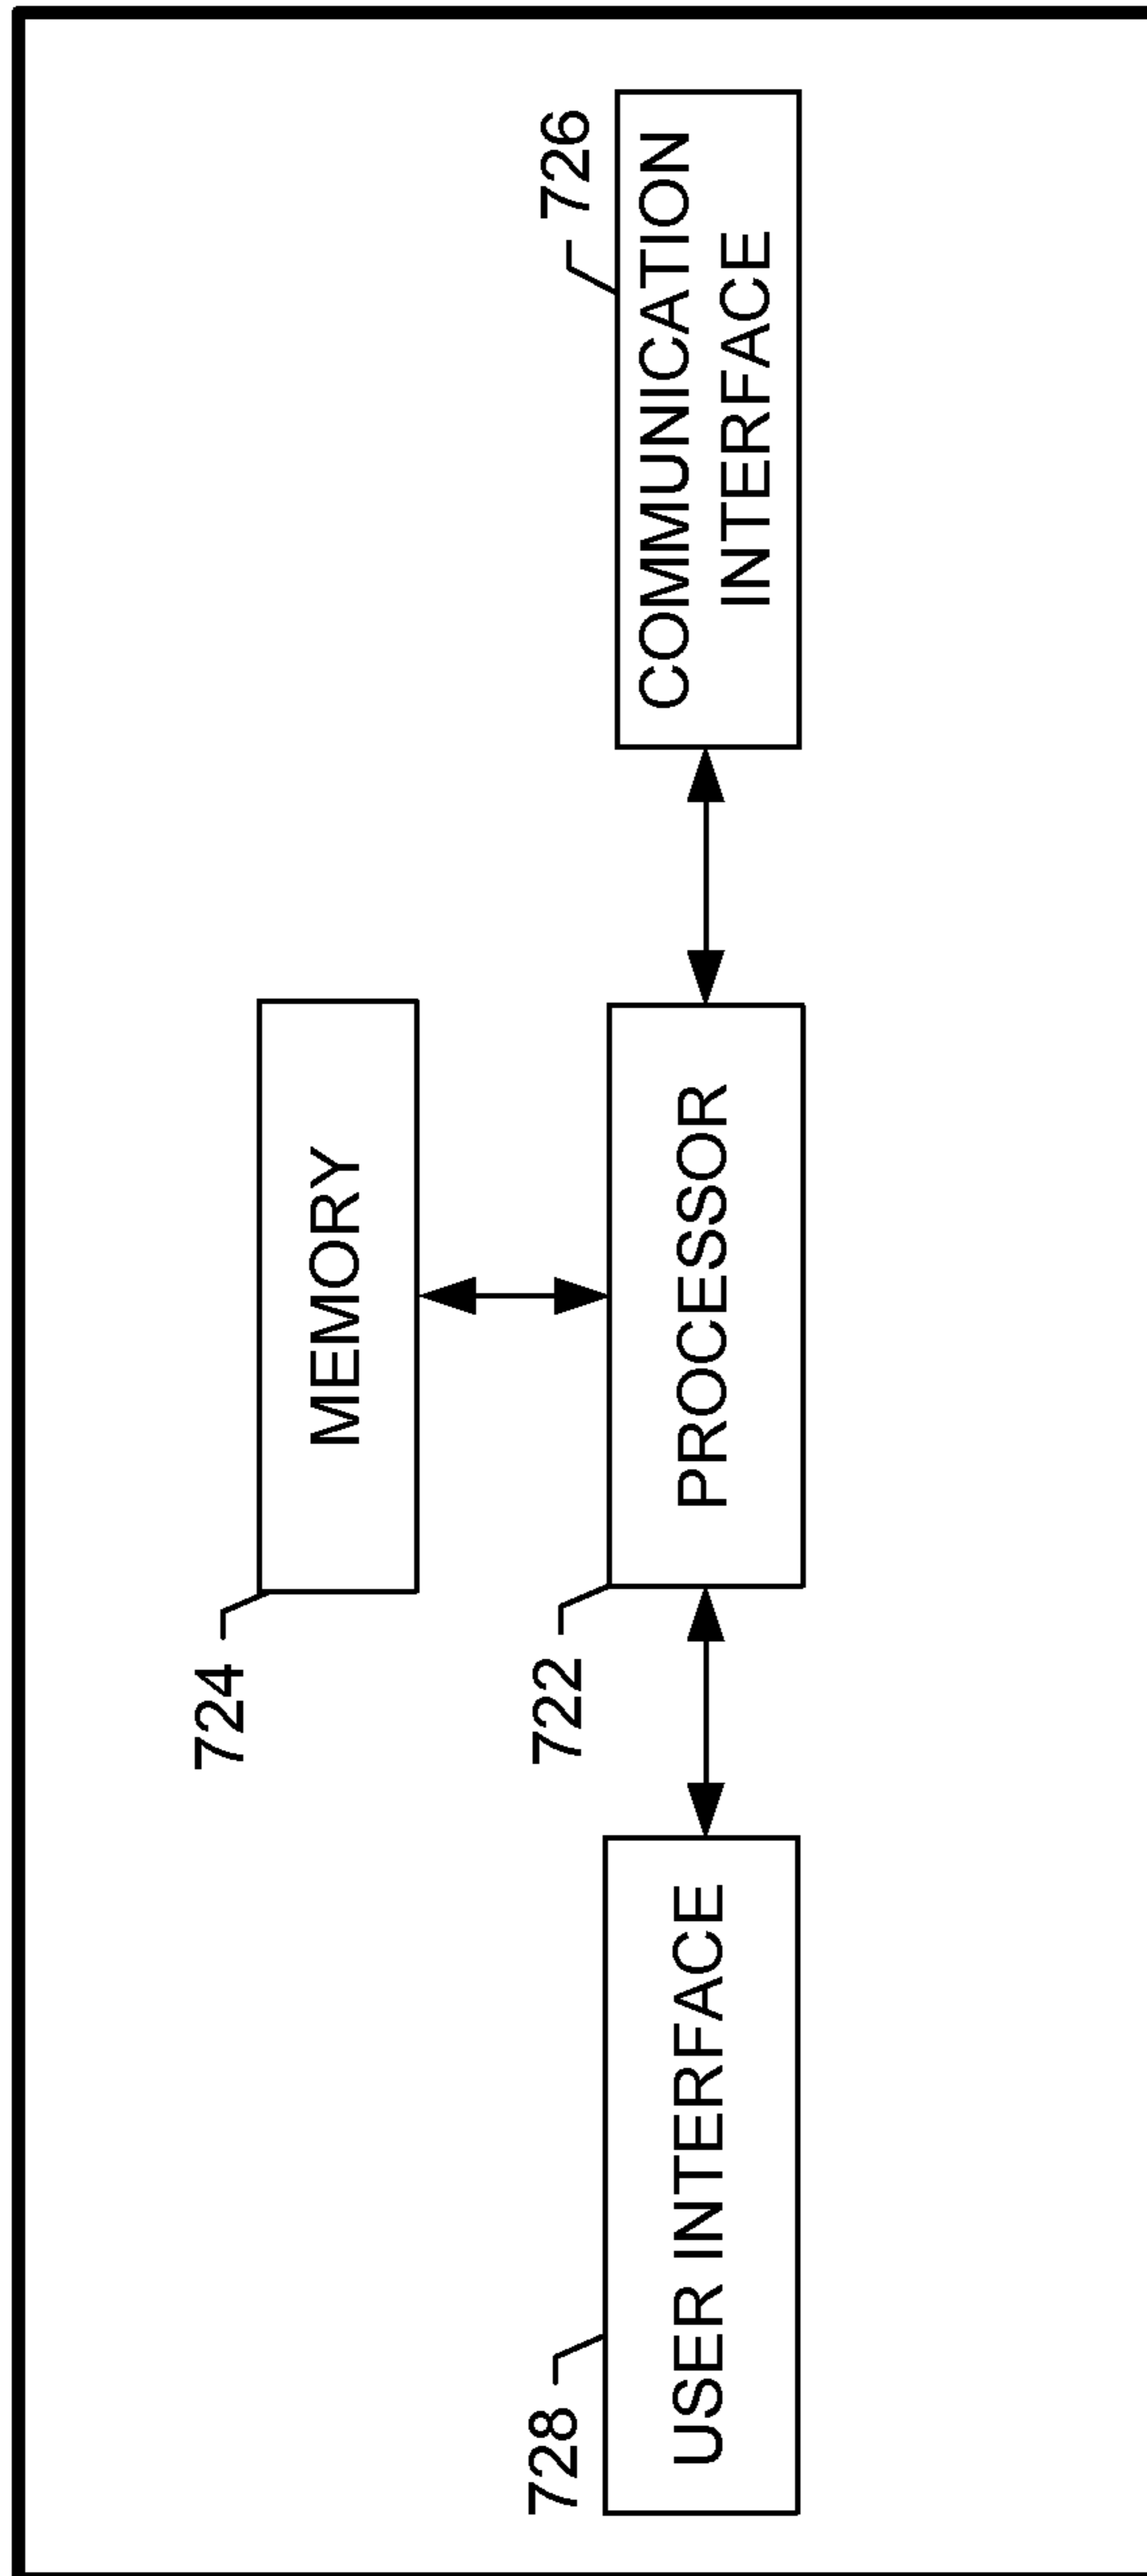 724
MEMORY
728
722
726
USER INTERFACE
PROCESSOR
COMMUNICATION
INTERFACE